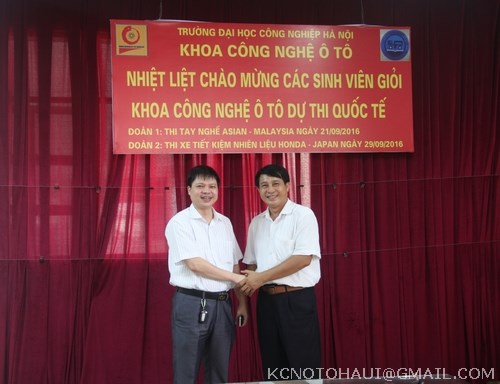 TRƯỜNG ĐẠI HỌC CÔNG NGHIỆP HÀ NỘI
KHOA CÔNG NGHỆ Ô TÔ
NHIỆT LIỆT CHÀO MỪNG CÁC SINH VIÊN GIỎI
KHOA CÔNG NGHỆ Ô TÔ DỰ THI QUỐC TẾ
ĐOÀN 1: THI TAY NGHỀ ASIAN - MALAYSIA NGÀY 21/09/2016
ĐOÀN 2: THI XE TIẾT KIỆM NHIÊN LIỆU HONDA - JAPAN NGÀY 29/09/2016
KCNOTOHAUI@GMAIL.COM